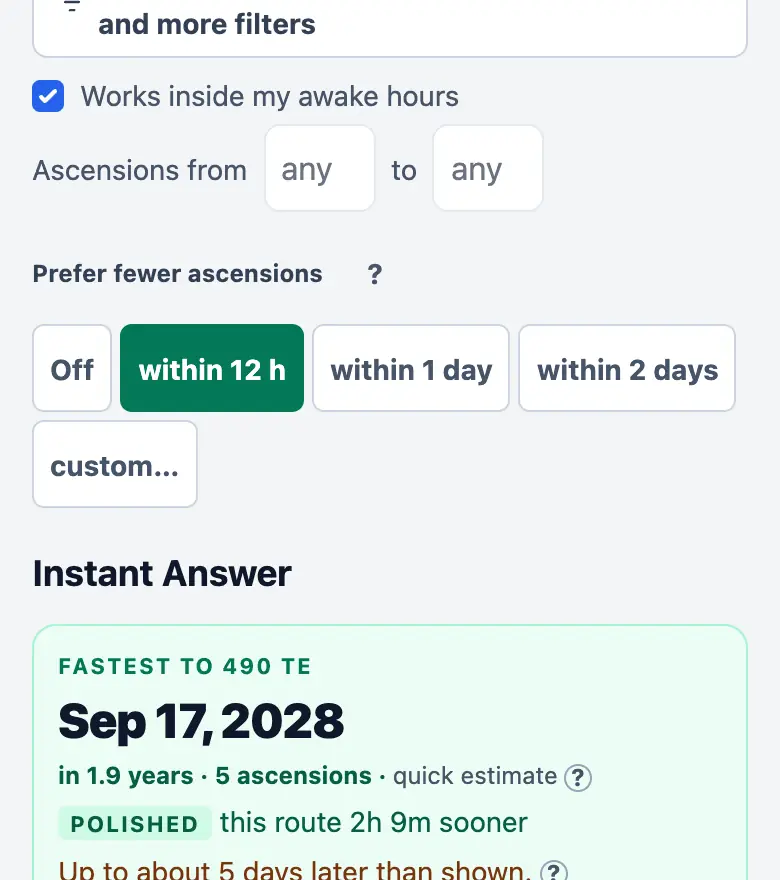 and more filters
Works inside my awake hours
Ascensions from any to any
Prefer fewer ascensions ?
Off within 12 h within 1 day within 2 days
custom...
Instant Answer
FASTEST TO 490 TE
Sep 17, 2028
in 1.9 years · 5 ascensions · quick estimate ?
POLISHED this route 2h 9m sooner
Up to about 5 days later than shown. ?